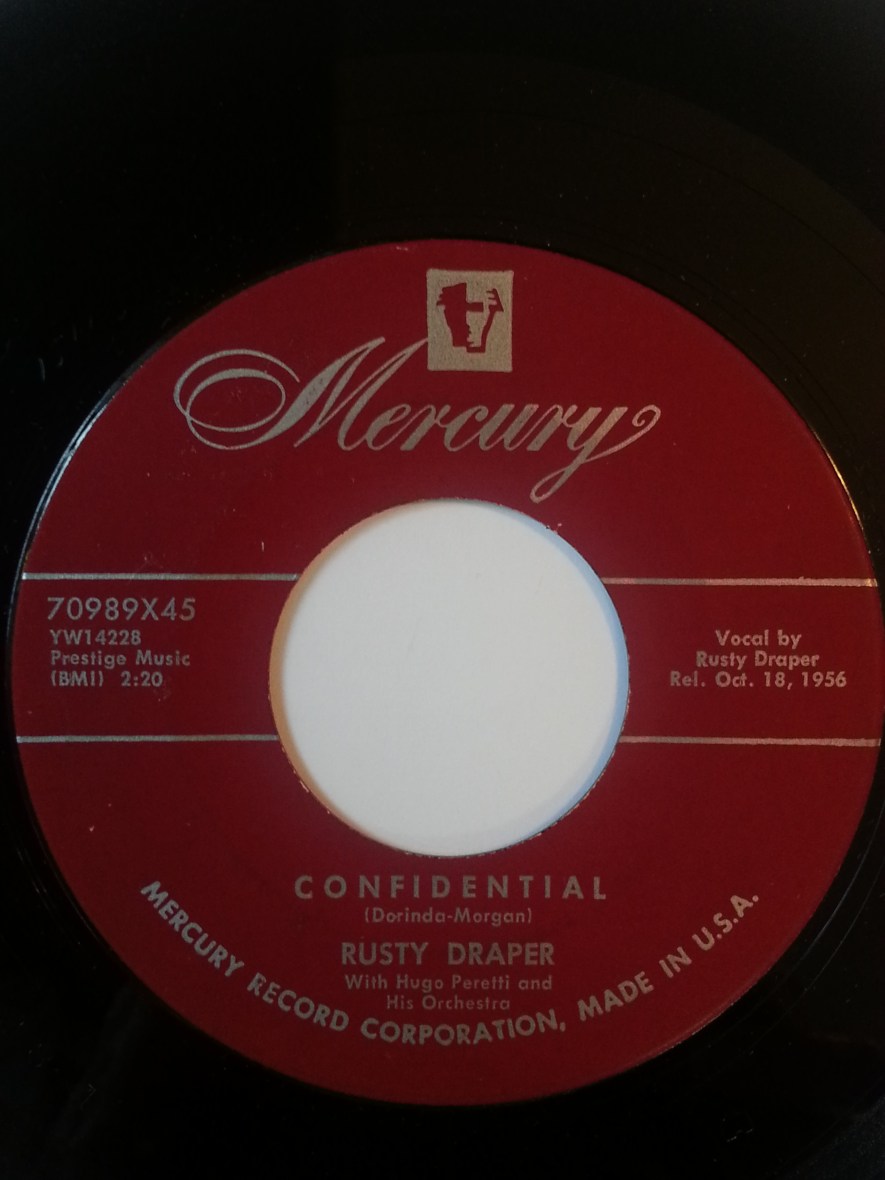 Mercury
70989X45
YW14228
Prestige Music
(BMI) 2:20
Vocal by
Rusty Draper
Rel. Oct. 18, 1956
CONFIDENTIAL
(Dorinda-Morgan)
RUSTY DRAPER
With Hugo Peretti and
His Orchestra
MERCURY RECORD CORPORATION, MADE IN U.S.A.